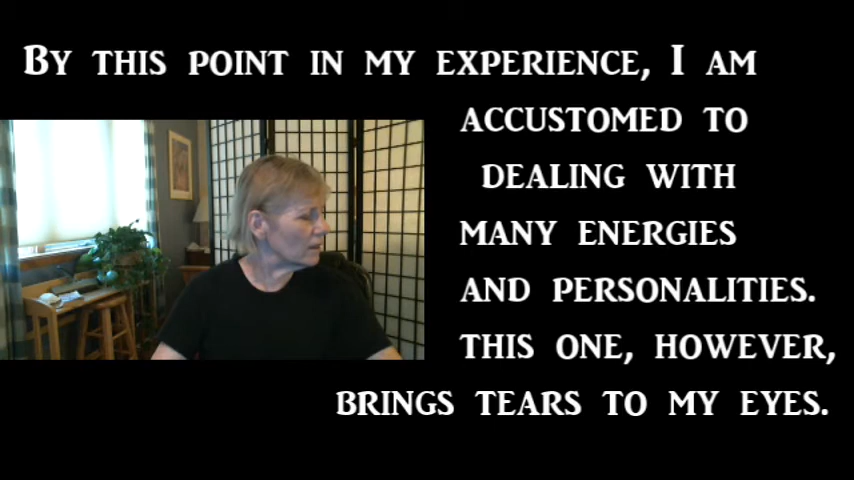 By this point in my experience, I am
accustomed to
dealing with
many energies
and personalities.
This one, however,
brings tears to my eyes.